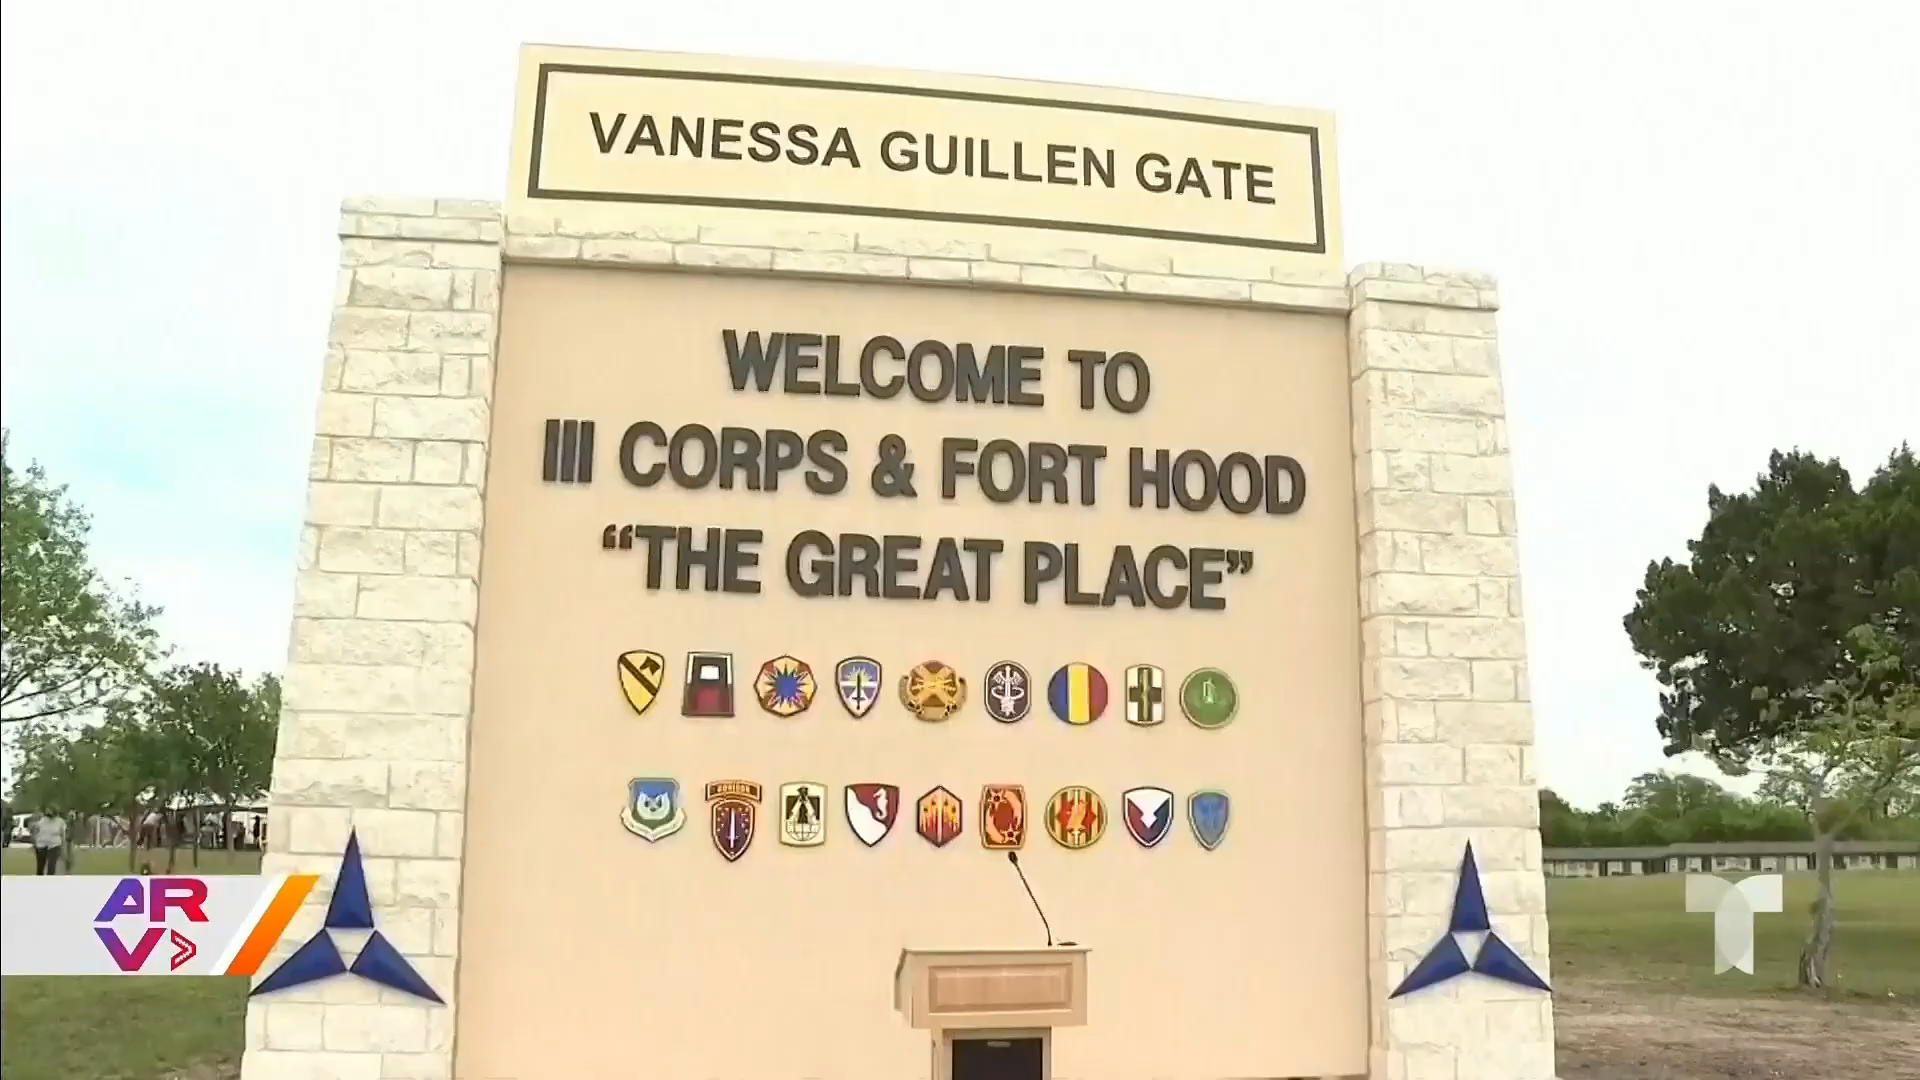 VANESSA GUILLEN GATE
WELCOME TO
III CORPS & FORT HOOD
"THE GREAT PLACE"
ARV
T